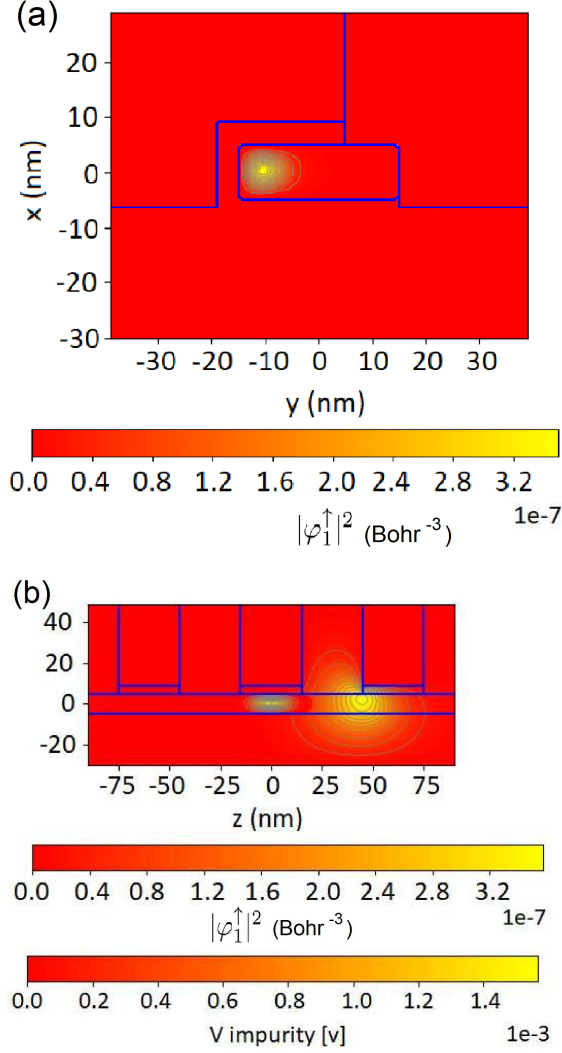 (a)
20
10
0
-10
-20
-30
x (nm)
-30 -20 -10 0 10 20 30
y (nm)
0.0 0.4 0.8 1.2 1.6 2.0 2.4 2.8 3.2
1e-7
|φ₁↑|² (Bohr⁻³)
(b)
40
20
0
-20
-75 -50 -25 0 25 50 75
z (nm)
0.0 0.4 0.8 1.2 1.6 2.0 2.4 2.8 3.2
1e-7
|φ₁↑|² (Bohr⁻³)
0.0 0.2 0.4 0.6 0.8 1.0 1.2 1.4
V impurity [v] 1e-3